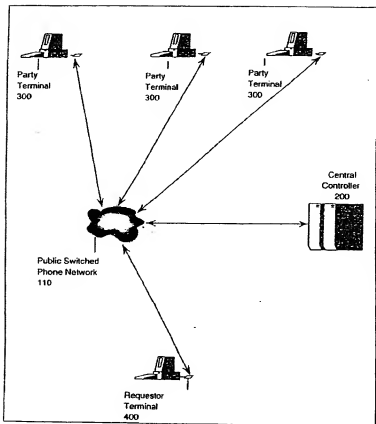 Party
Terminal
300
Party
Terminal
300
Party
Terminal
300
Central
Controller
200
Public Switched
Phone Network
110
Requestor
Terminal
400